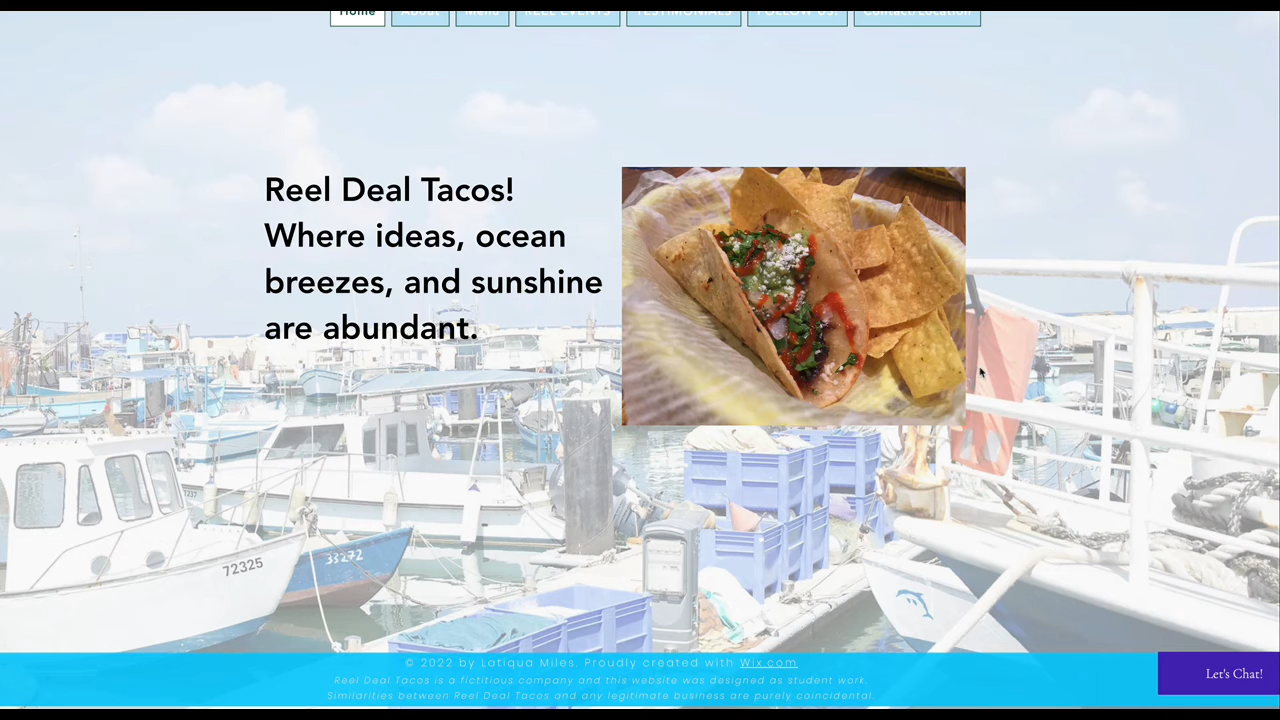 Home About Menu REEL EVENTS TESTIMONIALS FOLLOW US! Contact/Location
Reel Deal Tacos!
Where ideas, ocean
breezes, and sunshine
are abundant.
72325
33272
1237
© 2022 by Latiqua Miles. Proudly created with Wix.com
Reel Deal Tacos is a fictitious company and this website was designed as student work.
Similarities between Reel Deal Tacos and any legitimate business are purely coincidental.
Let's Chat!